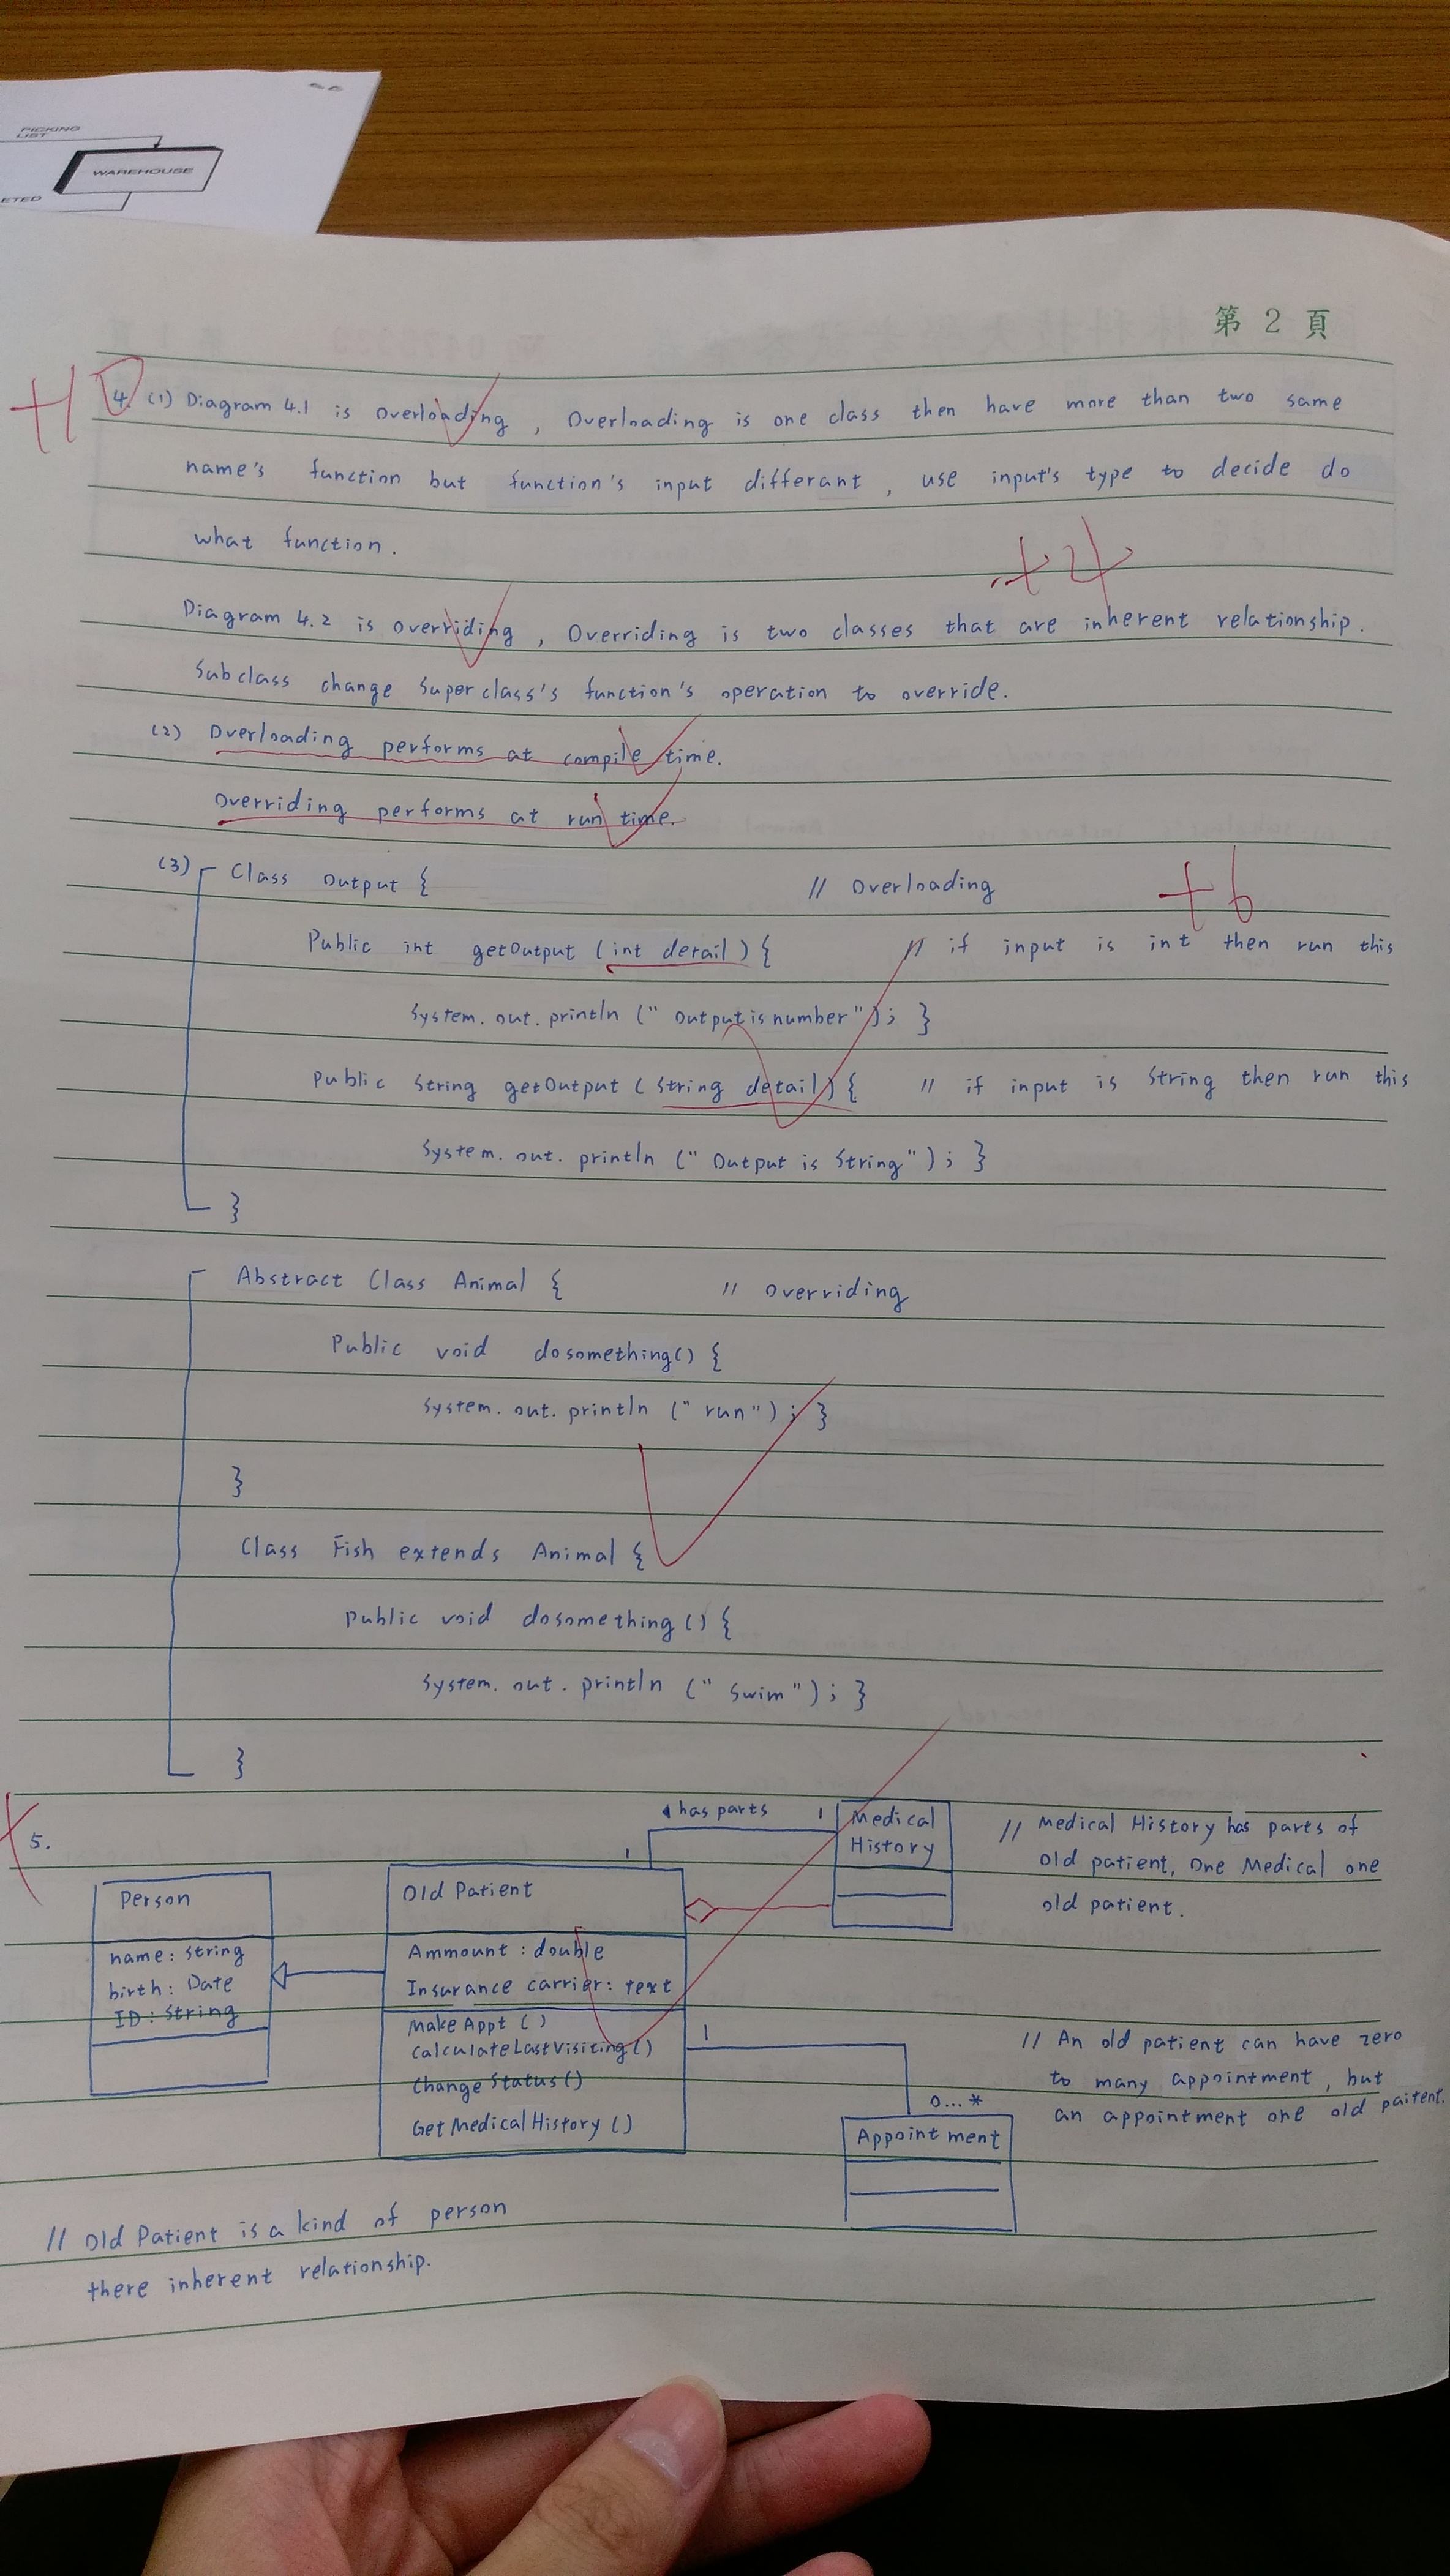 PICKING
LIST
WAREHOUSE
ETED
第 2 頁
+10
4. (1) Diagram 4.1 is Overloading , Overloading is one class then have more than two same
name's function but function's input differant , use input's type to decide do
what function.
+4
Diagram 4.2 is overriding , Overriding is two classes that are inherent relationship.
Subclass change Superclass's function's operation to override.
(2) Overloading performs at compile time.
Overriding performs at run time.
(3) Class Output { // Overloading
+6
Public int getOutput (int detail) { // if input is int then run this
System.out.println (" Output is number"); }
Public String getOutput (String detail) { // if input is String then run this
System.out.println (" Output is String"); }
}
Abstract Class Animal { // Overriding
Public void dosomething() {
System.out.println (" run") ; }
}
Class Fish extends Animal {
Public void dosomething () {
System.out.println (" Swim") ; }
}
5.
has parts 1
1
Medical
History
// Medical History has parts of
Old patient, One Medical one
old patient.
Person
name : String
birth : Date
ID : String
Old Patient
Ammount : double
Insurance carrier: text
Make Appt ( )
CalculateLastVisiting()
Change Status()
Get Medical History ()
1
0...*
Appointment
// An old patient can have zero
to many appointment, but
an appointment one old paitent.
// Old Patient is a kind of person
there inherent relationship.